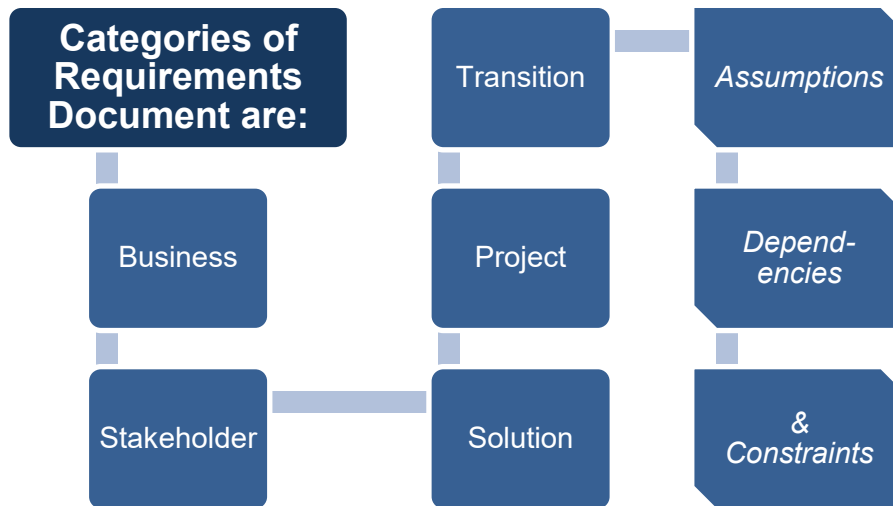 Categories of
Requirements
Document are:
Business
Stakeholder
Solution
Project
Transition
Assumptions
Depend-
encies
&
Constraints